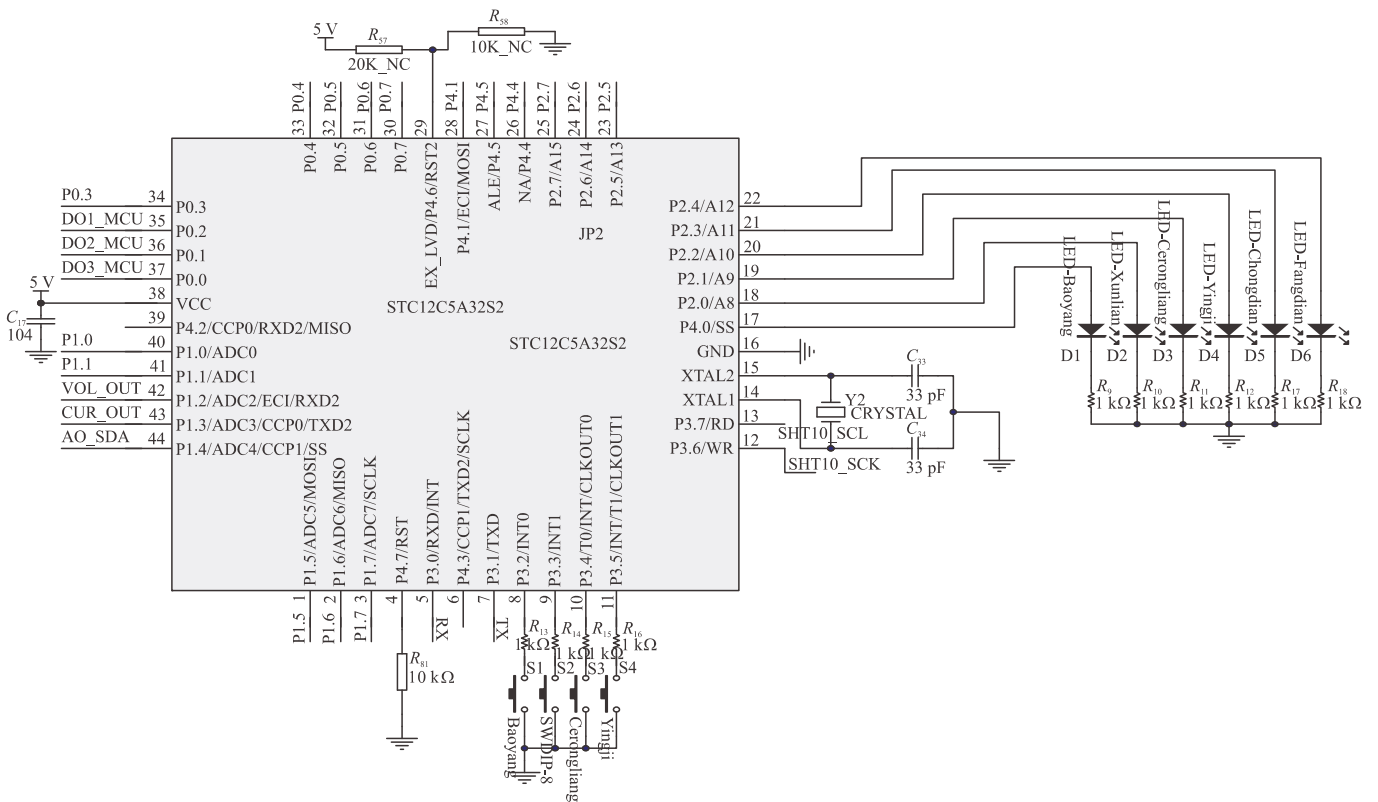 5 V
R57
20K_NC
R58
10K_NC
33 P0.4
32 P0.5
31 P0.6
30 P0.7
29
28 P4.1
27 P4.5
26 P4.4
25 P2.7
24 P2.6
23 P2.5
P0.4
P0.5
P0.6
P0.7
EX_LVD/P4.6/RST2
P4.1/ECI/MOSI
ALE/P4.5
NA/P4.4
P2.7/A15
P2.6/A14
P2.5/A13
JP2
STC12C5A32S2
STC12C5A32S2
P0.3 34 P0.3
DO1_MCU 35 P0.2
DO2_MCU 36 P0.1
DO3_MCU 37 P0.0
5 V
38 VCC
C17
104
39 P4.2/CCP0/RXD2/MISO
P1.0 40 P1.0/ADC0
P1.1 41 P1.1/ADC1
VOL_OUT 42 P1.2/ADC2/ECI/RXD2
CUR_OUT 43 P1.3/ADC3/CCP0/TXD2
AO_SDA 44 P1.4/ADC4/CCP1/SS
P2.4/A12 22
P2.3/A11 21
P2.2/A10 20
P2.1/A9 19
P2.0/A8 18
P4.0/SS 17
GND 16
XTAL2 15
XTAL1 14
P3.7/RD 13
P3.6/WR 12
C33
33 pF
Y2
CRYSTAL
SHT10_SCL
C34
33 pF
SHT10_SCK
LED-Baoyang
LED-Xunlian
LED-Cerongliang
LED-Yingji
LED-Chongdian
LED-Fangdian
D1
D2
D3
D4
D5
D6
R9
1 kΩ
R10
1 kΩ
R11
1 kΩ
R12
1 kΩ
R17
1 kΩ
R18
1 kΩ
P1.5/ADC5/MOSI
P1.6/ADC6/MISO
P1.7/ADC7/SCLK
P4.7/RST
P3.0/RXD/INT
P4.3/CCP1/TXD2/SCLK
P3.1/TXD
P3.2/INT0
P3.3/INT1
P3.4/T0/INT/CLKOUT0
P3.5/INT/T1/CLKOUT1
P1.5 1
P1.6 2
P1.7 3
4
5
RX
6
7
TX
8
9
10
11
R81
10 kΩ
R13
1 kΩ
R14
1 kΩ
R15
1 kΩ
R16
1 kΩ
S1
S2
S3
S4
Baoyang
SWDIP-8
Cerongliang
Yingji